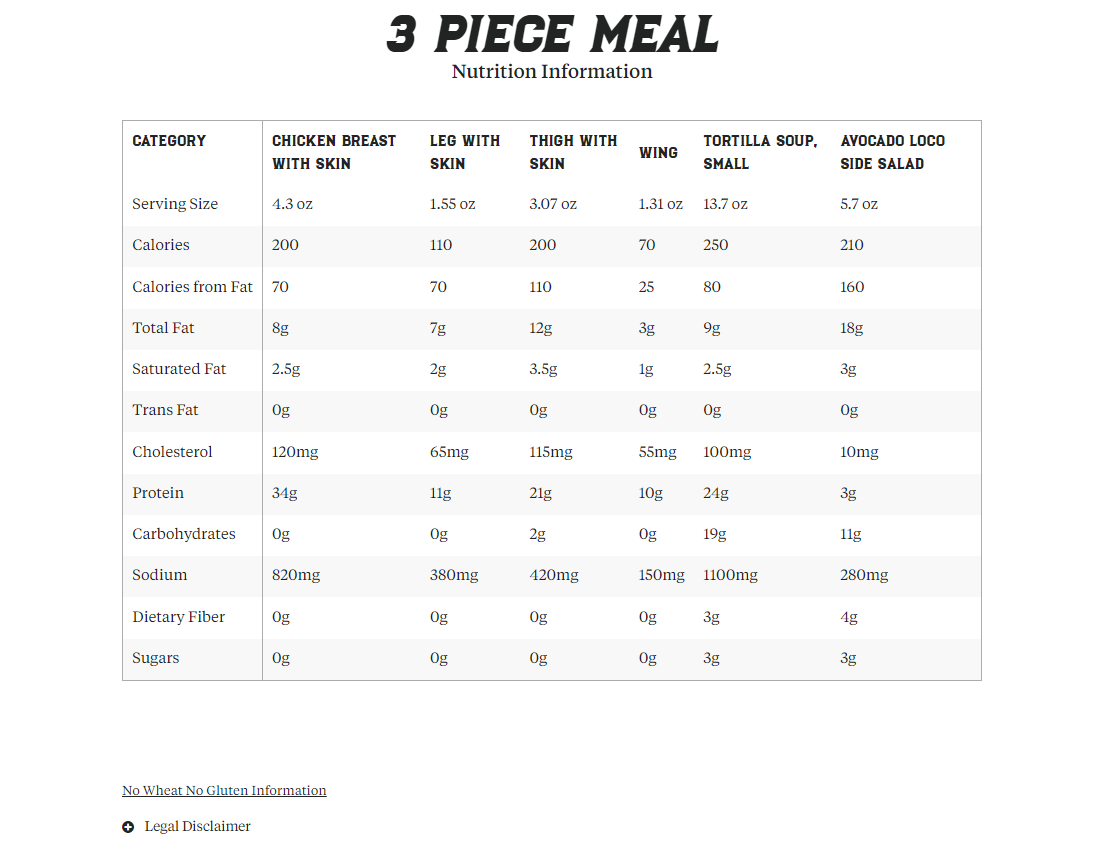 3 PIECE MEAL
Nutrition Information
CATEGORY CHICKEN BREAST WITH SKIN LEG WITH SKIN THIGH WITH SKIN WING TORTILLA SOUP, SMALL AVOCADO LOCO SIDE SALAD
Serving Size 4.3 oz 1.55 oz 3.07 oz 1.31 oz 13.7 oz 5.7 oz
Calories 200 110 200 70 250 210
Calories from Fat 70 70 110 25 80 160
Total Fat 8g 7g 12g 3g 9g 18g
Saturated Fat 2.5g 2g 3.5g 1g 2.5g 3g
Trans Fat 0g 0g 0g 0g 0g 0g
Cholesterol 120mg 65mg 115mg 55mg 100mg 10mg
Protein 34g 11g 21g 10g 24g 3g
Carbohydrates 0g 0g 2g 0g 19g 11g
Sodium 820mg 380mg 420mg 150mg 1100mg 280mg
Dietary Fiber 0g 0g 0g 0g 3g 4g
Sugars 0g 0g 0g 0g 3g 3g
No Wheat No Gluten Information
Legal Disclaimer